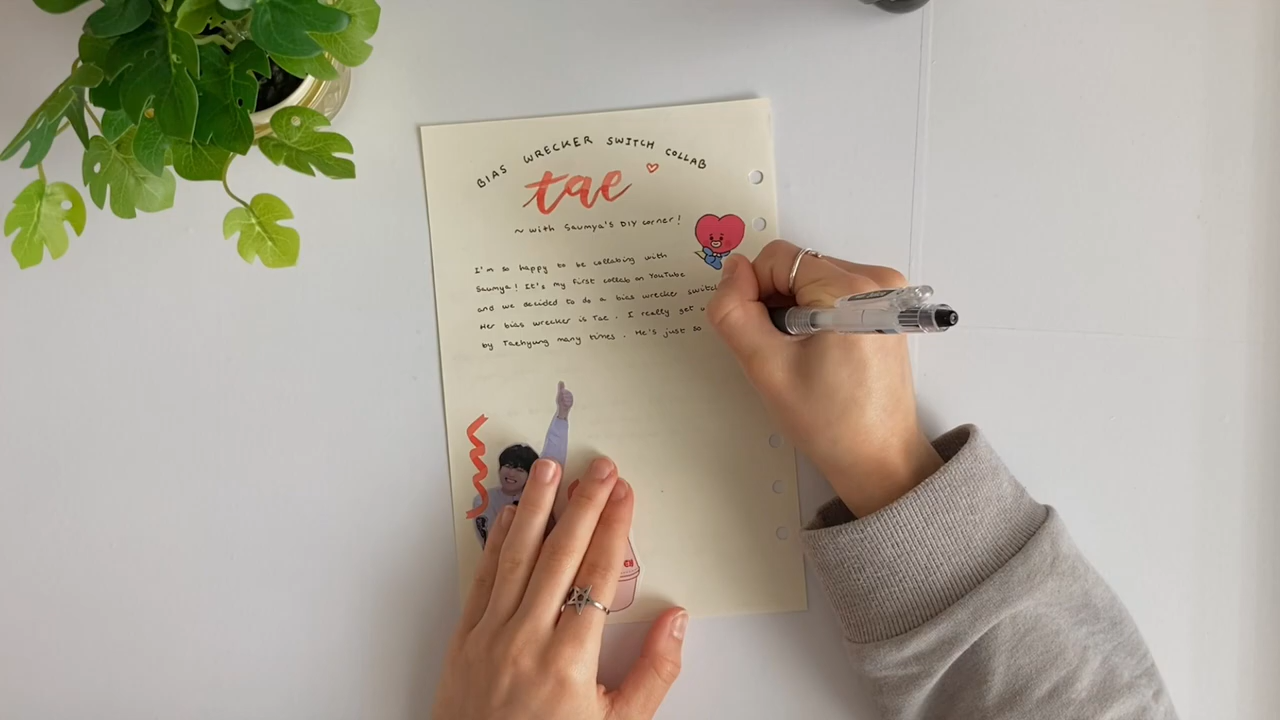 BIAS WRECKER SWITCH COLLAB
tae
~ with Saumya's DIY corner!
I'm so happy to be collabing with
Saumya! It's my first collab on YouTube
and we decided to do a bias wrecker switch
Her bias wrecker is Tae. I really get
by Taehyung many times. He's just so